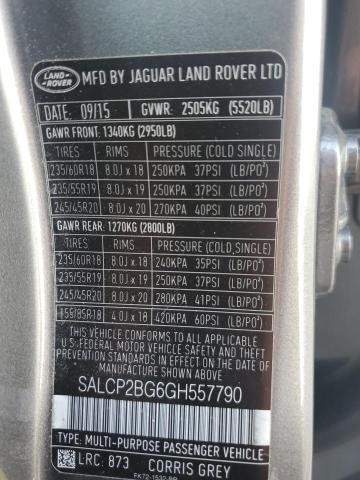 LAND ROVER
MFD BY JAGUAR LAND ROVER LTD
DATE: 09/15 GVWR: 2505KG (5520LB)
GAWR FRONT: 1340KG (2950LB)
TIRES RIMS PRESSURE (COLD, SINGLE)
235/60R18 8.0J x 18 250KPA 37PSI (LB/PO²)
235/55R19 8.0J x 19 250KPA 37PSI (LB/PO²)
245/45R20 8.0J x 20 270KPA 40PSI (LB/PO²)
GAWR REAR: 1270KG (2800LB)
TIRES RIMS PRESSURE (COLD, SINGLE)
235/60R18 8.0J x 18 240KPA 35PSI (LB/PO²)
235/55R19 8.0J x 19 250KPA 37PSI (LB/PO²)
245/45R20 8.0J x 20 280KPA 41PSI (LB/PO²)
155/85R18 4.0J x 18 420KPA 60PSI (LB/PO²)
THIS VEHICLE CONFORMS TO ALL APPLICABLE
U.S. FEDERAL MOTOR VEHICLE SAFETY AND
THEFT PREVENTION STANDARDS IN EFFECT ON
THE DATE OF MANUFACTURE SHOWN ABOVE
SALCP2BG6GH557790
TYPE: MULTI-PURPOSE PASSENGER VEHICLE
LRC: 873 CORRIS GREY
FK72-1532-BB